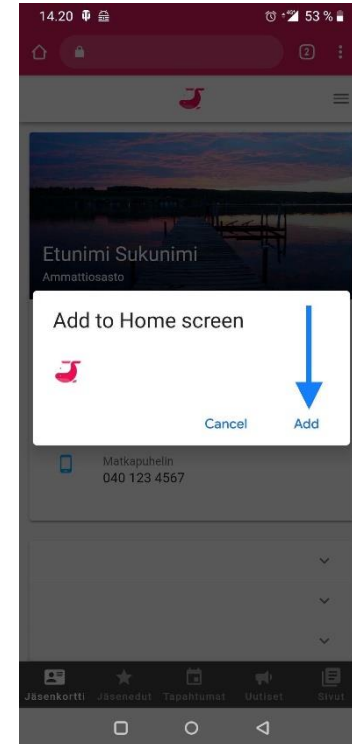 14.20 53 %
2
Etunimi Sukunimi
Ammattiosasto
Add to Home screen
Cancel Add
Matkapuhelin
040 123 4567
Jäsenkortti Jäsenedut Tapahtumat Uutiset Sivut